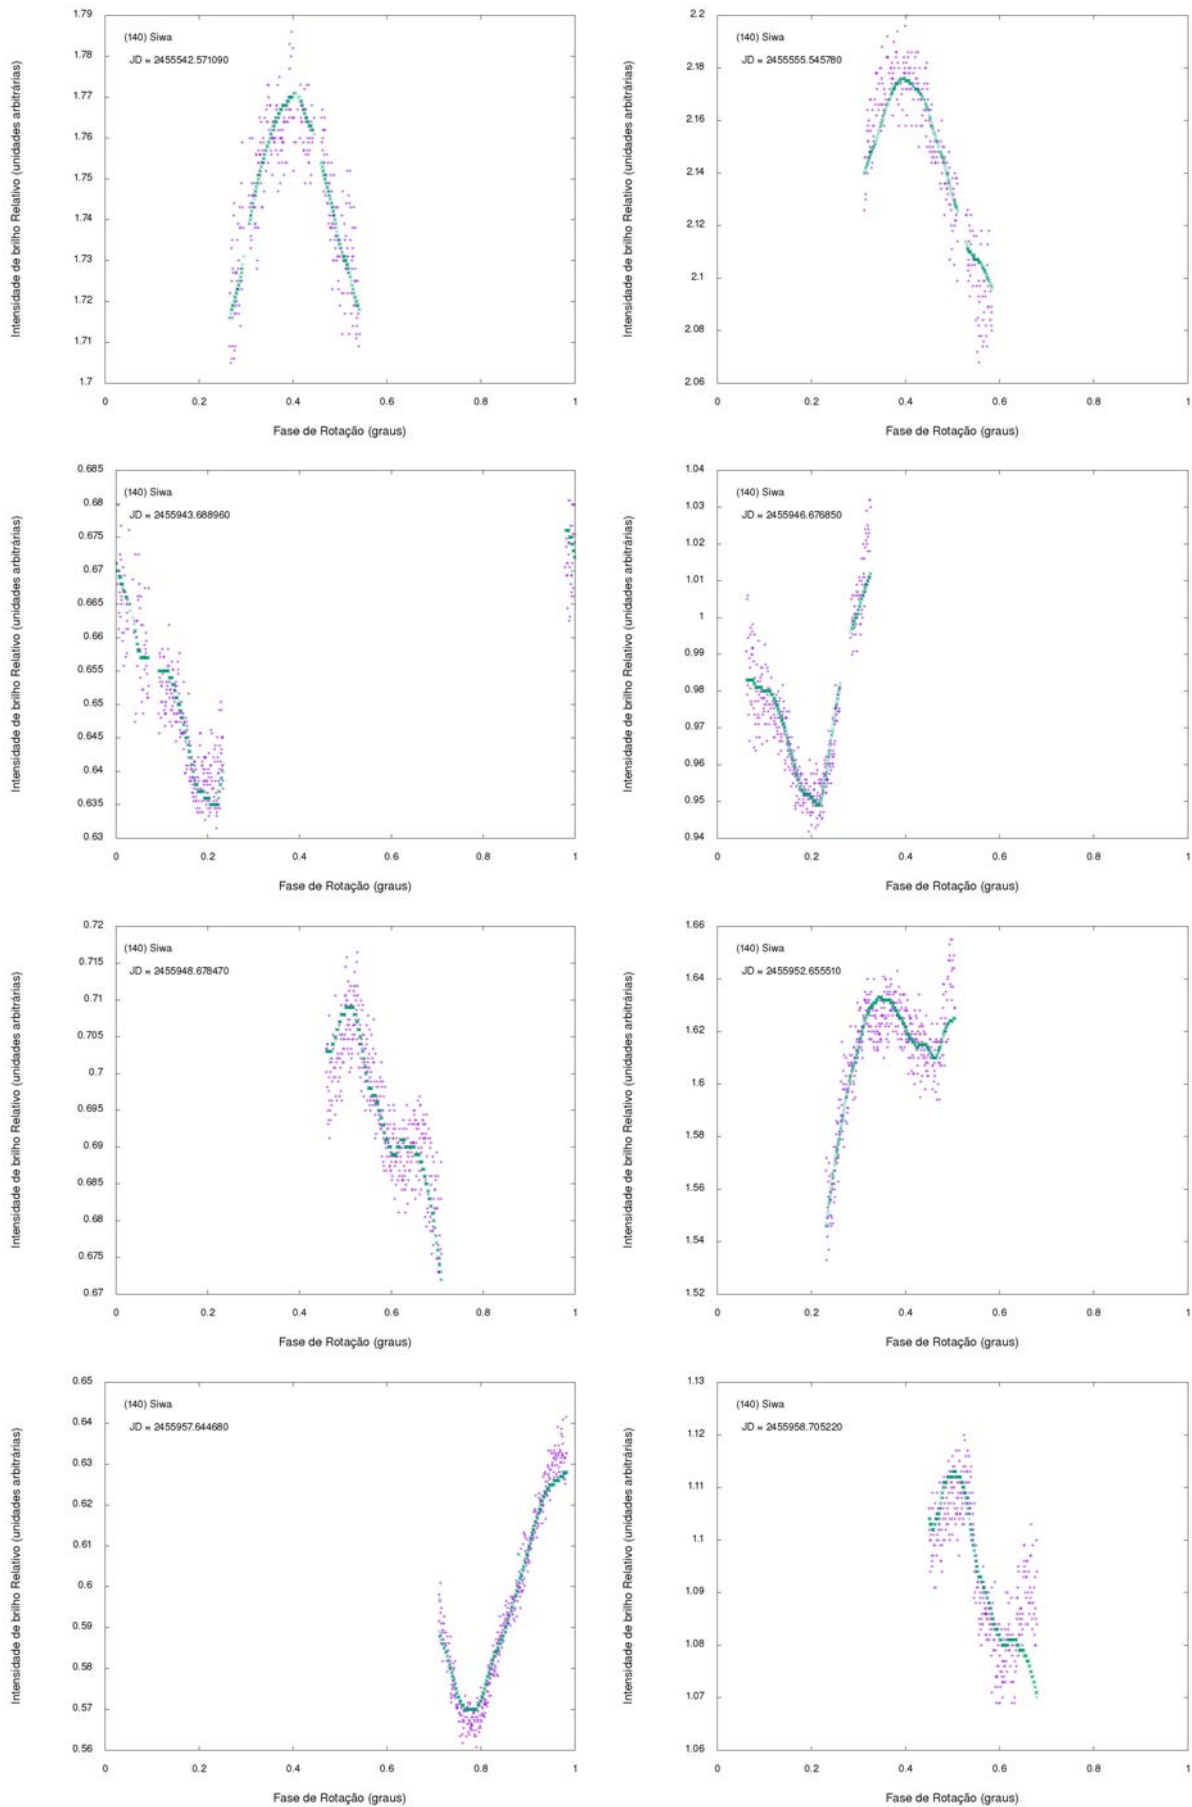 1.79
1.78
1.77
1.76
1.75
1.74
1.73
1.72
1.71
1.7
0 0.2 0.4 0.6 0.8 1
Intensidade de brilho Relativo (unidades arbitrárias)
Fase de Rotação (graus)
(140) Siwa
JD = 2455542.571090
2.2
2.18
2.16
2.14
2.12
2.1
2.08
2.06
0 0.2 0.4 0.6 0.8 1
Intensidade de brilho Relativo (unidades arbitrárias)
Fase de Rotação (graus)
(140) Siwa
JD = 2455555.545780
0.685
0.68
0.675
0.67
0.665
0.66
0.655
0.65
0.645
0.64
0.635
0.63
0 0.2 0.4 0.6 0.8 1
Intensidade de brilho Relativo (unidades arbitrárias)
Fase de Rotação (graus)
(140) Siwa
JD = 2455943.688960
1.04
1.03
1.02
1.01
1
0.99
0.98
0.97
0.96
0.95
0.94
0 0.2 0.4 0.6 0.8 1
Intensidade de brilho Relativo (unidades arbitrárias)
Fase de Rotação (graus)
(140) Siwa
JD = 2455946.676850
0.72
0.715
0.71
0.705
0.7
0.695
0.69
0.685
0.68
0.675
0.67
0 0.2 0.4 0.6 0.8 1
Intensidade de brilho Relativo (unidades arbitrárias)
Fase de Rotação (graus)
(140) Siwa
JD = 2455948.678470
1.66
1.64
1.62
1.6
1.58
1.56
1.54
1.52
0 0.2 0.4 0.6 0.8 1
Intensidade de brilho Relativo (unidades arbitrárias)
Fase de Rotação (graus)
(140) Siwa
JD = 2455952.655510
0.65
0.64
0.63
0.62
0.61
0.6
0.59
0.58
0.57
0.56
0 0.2 0.4 0.6 0.8 1
Intensidade de brilho Relativo (unidades arbitrárias)
Fase de Rotação (graus)
(140) Siwa
JD = 2455957.644680
1.13
1.12
1.11
1.1
1.09
1.08
1.07
1.06
0 0.2 0.4 0.6 0.8 1
Intensidade de brilho Relativo (unidades arbitrárias)
Fase de Rotação (graus)
(140) Siwa
JD = 2455958.705220